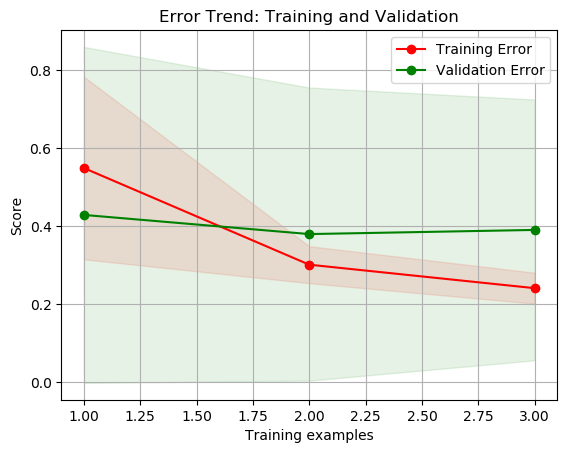 Error Trend: Training and Validation
Training Error
Validation Error
0.8
0.6
0.4
0.2
0.0
Score
1.00 1.25 1.50 1.75 2.00 2.25 2.50 2.75 3.00
Training examples